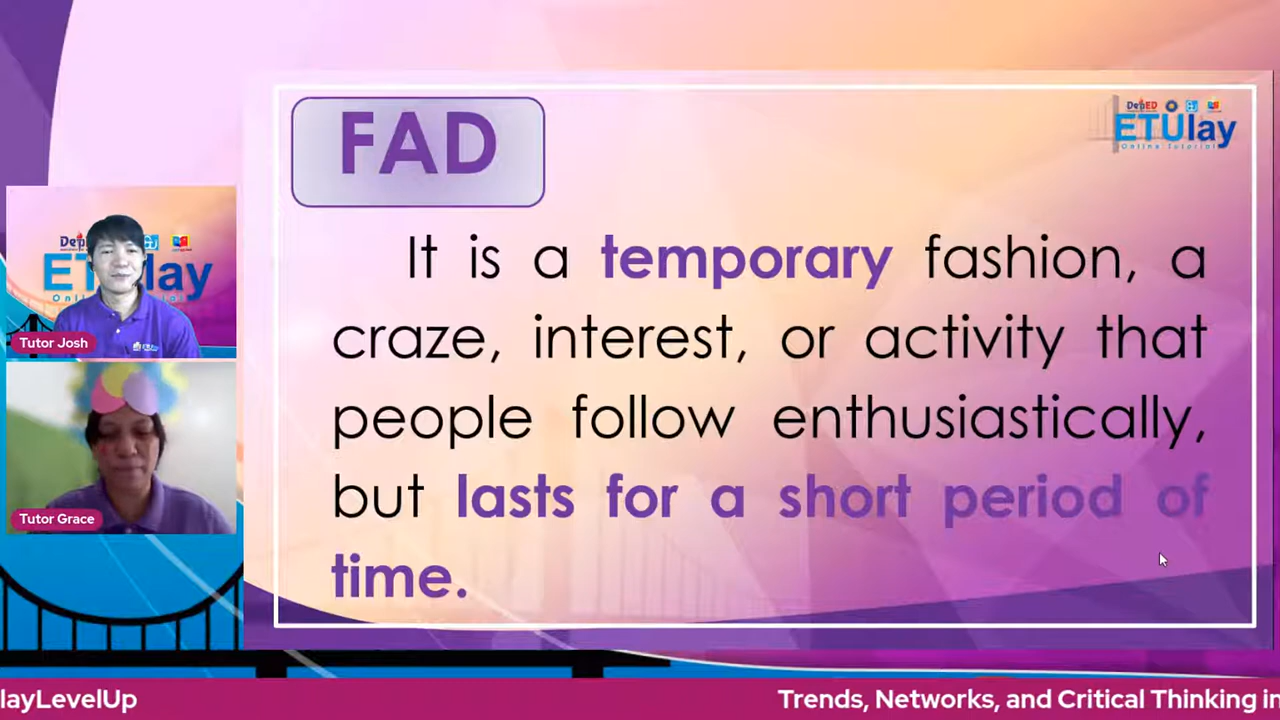 FAD
DepED
ETUlay
Online Tutorial
It is a temporary fashion, a
craze, interest, or activity that
people follow enthusiastically,
but lasts for a short period of
time.
Tutor Josh
Tutor Grace
layLevelUp
Trends, Networks, and Critical Thinking in